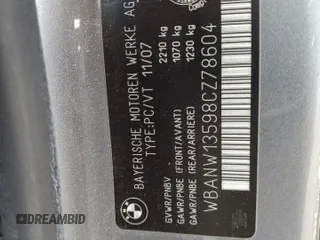 BAYERISCHE MOTOREN WERKE AG
TYPE:PC/VT 11/07
GVWR/PNBV 2210 kg
GAWR/PNBE (FRONT/AVANT) 1070 kg
GAWR/PNBE (REAR/ARRIERE) 1230 kg
WBANW13598CZ78604
DREAMBID